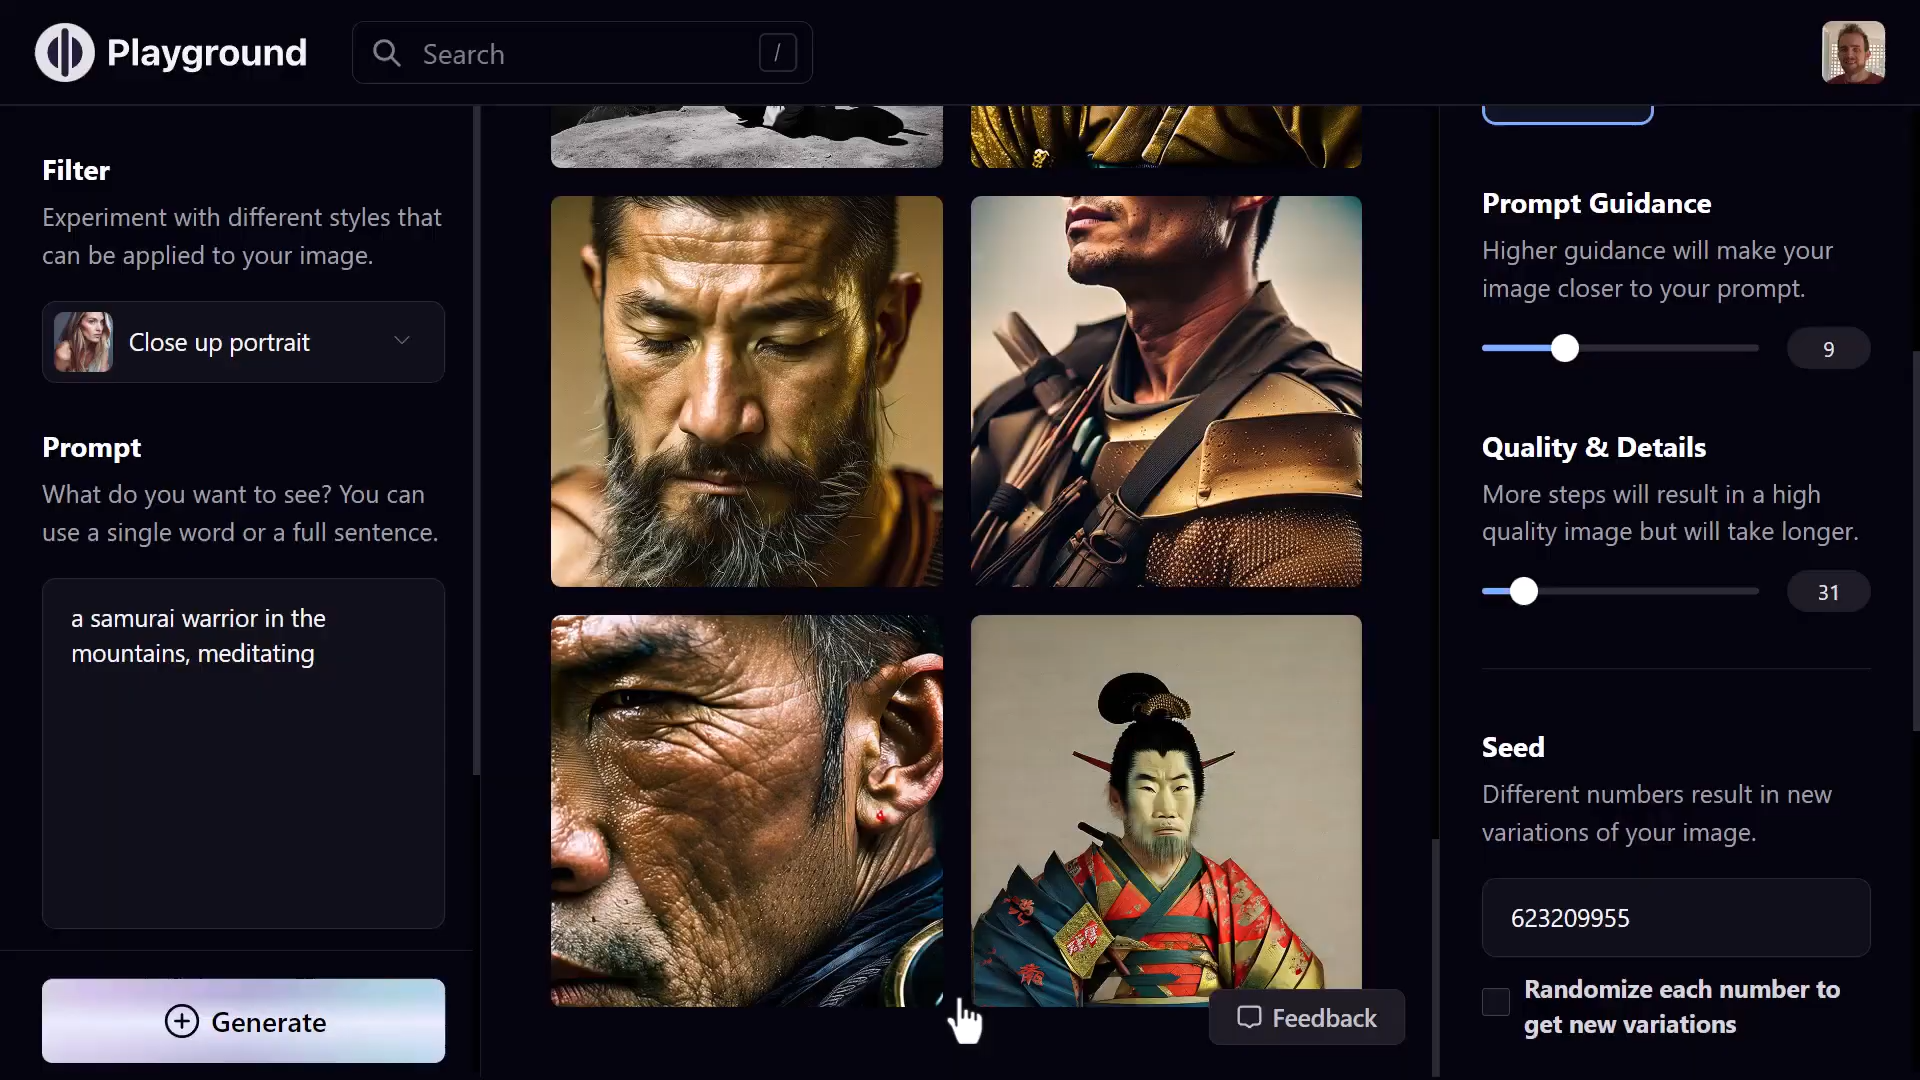 Playground
Search
/
Filter
Experiment with different styles that
can be applied to your image.
Close up portrait
Prompt
What do you want to see? You can
use a single word or a full sentence.
a samurai warrior in the
mountains, meditating
Generate
Feedback
Prompt Guidance
Higher guidance will make your
image closer to your prompt.
9
Quality & Details
More steps will result in a high
quality image but will take longer.
31
Seed
Different numbers result in new
variations of your image.
623209955
Randomize each number to
get new variations